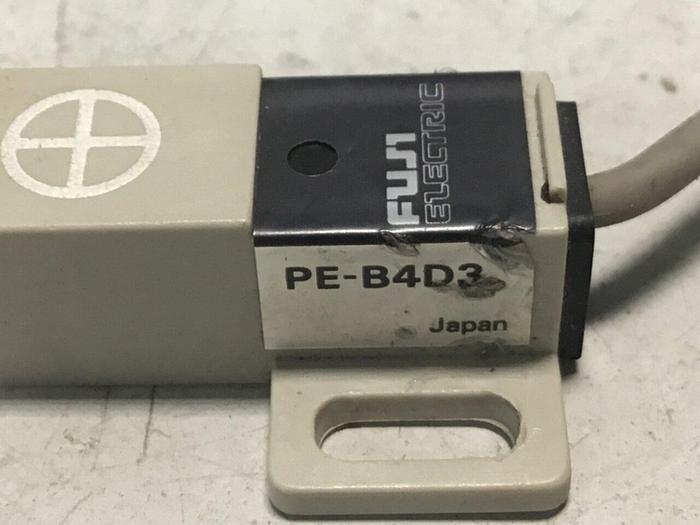 FUJI
ELECTRIC
PE-B4D3
Japan